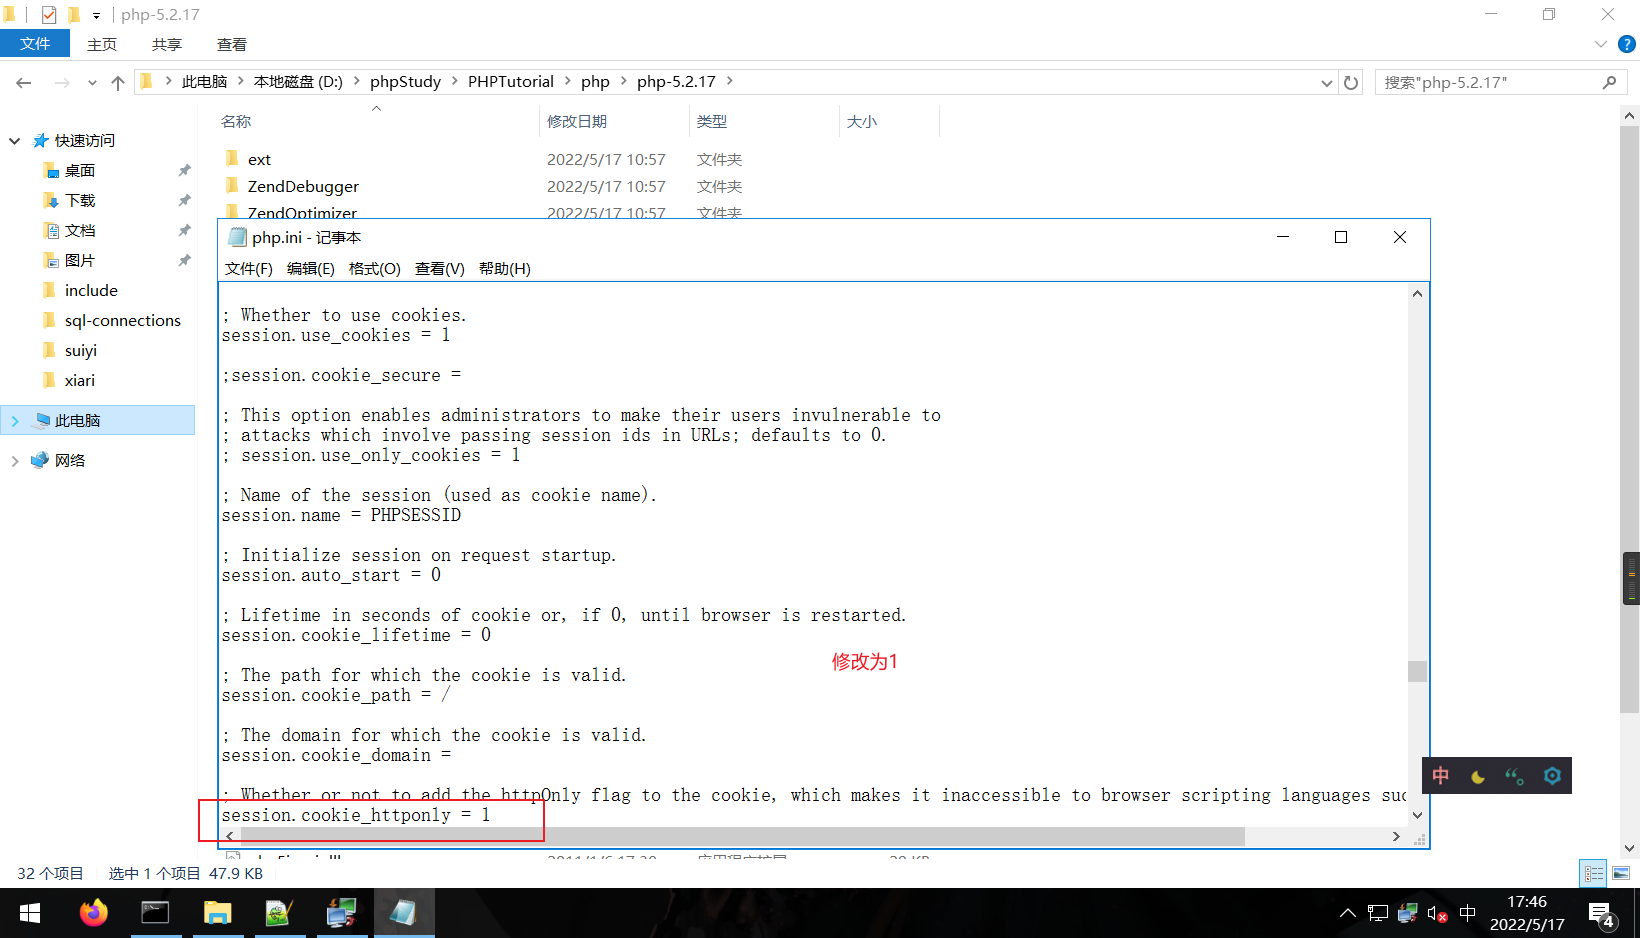 php-5.2.17
文件 主页 共享 查看
此电脑 本地磁盘 (D:) phpStudy PHPTutorial php php-5.2.17 搜索"php-5.2.17"
名称 修改日期 类型 大小
快速访问
桌面
下载
文档
图片
include
sql-connections
suiyi
xiari
此电脑
网络
ext 2022/5/17 10:57 文件夹
ZendDebugger 2022/5/17 10:57 文件夹
ZendOptimizer 2022/5/17 10:57 文件夹
php.ini - 记事本
文件(F) 编辑(E) 格式(O) 查看(V) 帮助(H)
; Whether to use cookies.
session.use_cookies = 1
;session.cookie_secure =
; This option enables administrators to make their users invulnerable to
; attacks which involve passing session ids in URLs; defaults to 0.
; session.use_only_cookies = 1
; Name of the session (used as cookie name).
session.name = PHPSESSID
; Initialize session on request startup.
session.auto_start = 0
; Lifetime in seconds of cookie or, if 0, until browser is restarted.
session.cookie_lifetime = 0
修改为1
; The path for which the cookie is valid.
session.cookie_path = /
; The domain for which the cookie is valid.
session.cookie_domain =
; Whether or not to add the httpOnly flag to the cookie, which makes it inaccessible to browser scripting languages suc
session.cookie_httponly = 1
中
32 个项目 选中 1 个项目 47.9 KB
中
17:46
2022/5/17
4